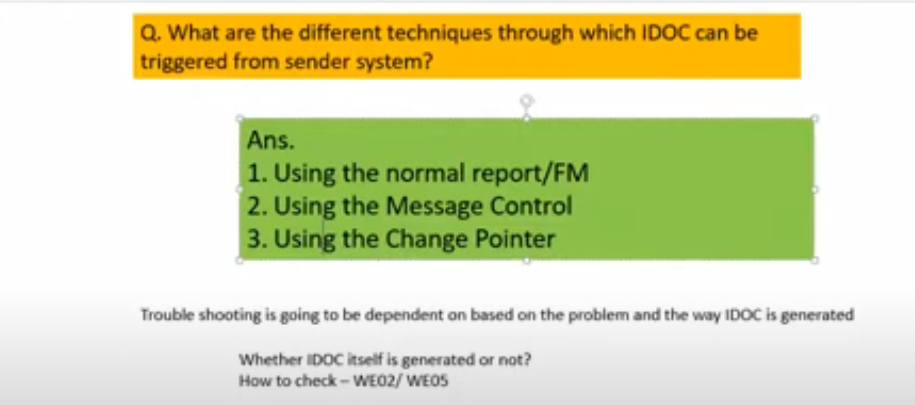 Q. What are the different techniques through which IDOC can be
triggered from sender system?
Ans.
1. Using the normal report/FM
2. Using the Message Control
3. Using the Change Pointer
Trouble shooting is going to be dependent on based on the problem and the way IDOC is generated
Whether IDOC itself is generated or not?
How to check – WE02/ WE05